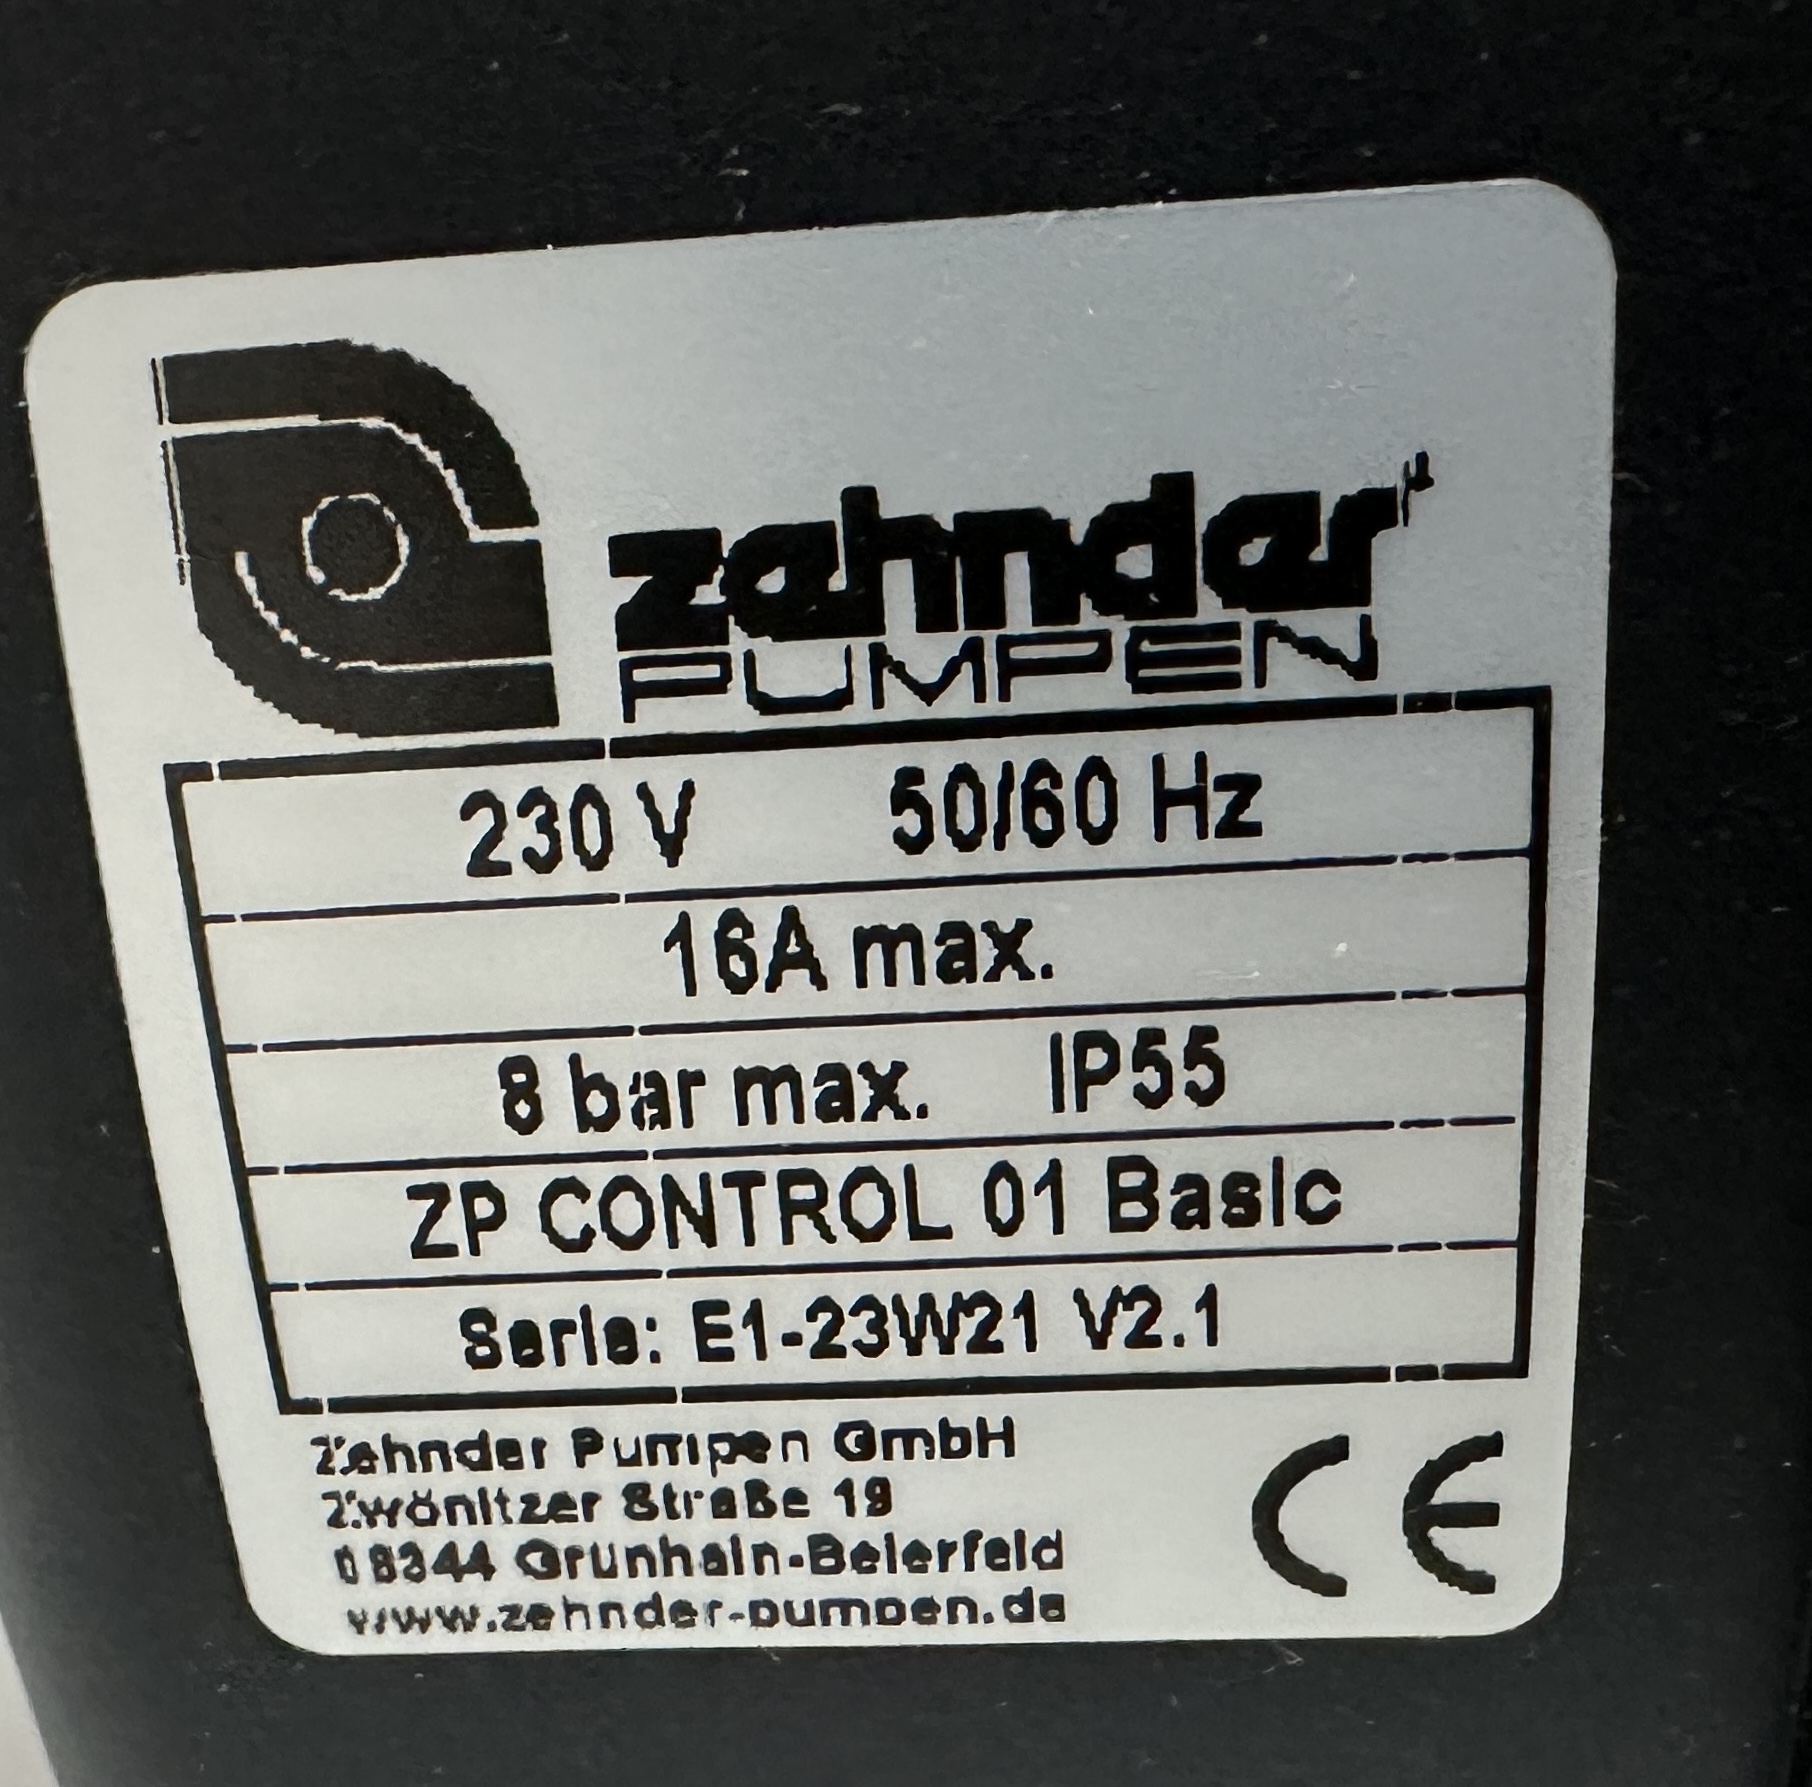 zehnder
PUMPEN
230 V 50/60 Hz
16A max.
8 bar max. IP55
ZP CONTROL 01 Basic
Serie: E1-23W21 V2.1
Zehnder Pumpen GmbH
Zwönitzer Straße 19
08344 Grünhain-Beierfeld
www.zehnder-pumpen.de
CE